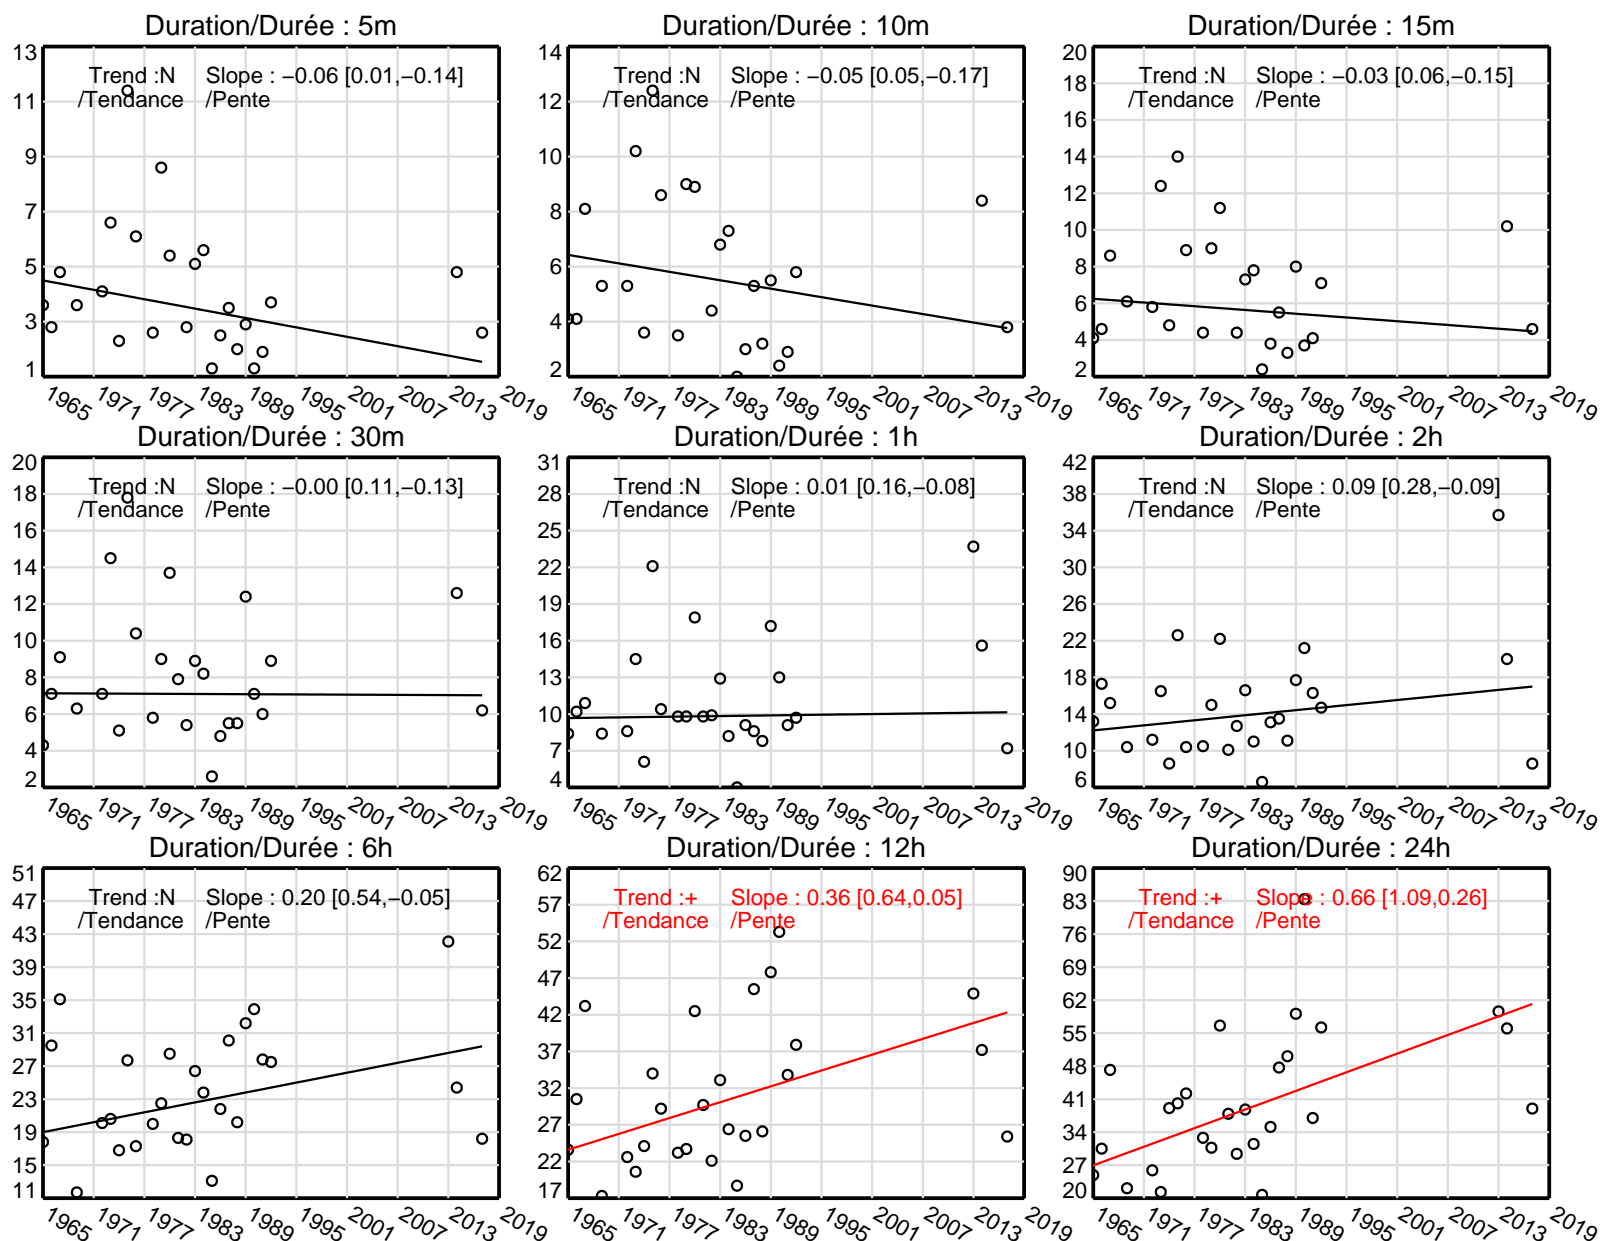 Duration/Durée : 5m
13
11
9
7
5
3
1
Trend :N Slope : −0.06 [0.01,−0.14]
/Tendance /Pente
1965 1971 1977 1983 1989 1995 2001 2007 2013 2019
Duration/Durée : 10m
14
12
10
8
6
4
2
Trend :N Slope : −0.05 [0.05,−0.17]
/Tendance /Pente
1965 1971 1977 1983 1989 1995 2001 2007 2013 2019
Duration/Durée : 15m
20
18
16
14
12
10
8
6
4
2
Trend :N Slope : −0.03 [0.06,−0.15]
/Tendance /Pente
1965 1971 1977 1983 1989 1995 2001 2007 2013 2019
Duration/Durée : 30m
20
18
16
14
12
10
8
6
4
2
Trend :N Slope : −0.00 [0.11,−0.13]
/Tendance /Pente
1965 1971 1977 1983 1989 1995 2001 2007 2013 2019
Duration/Durée : 1h
31
28
25
22
19
16
13
10
7
4
Trend :N Slope : 0.01 [0.16,−0.08]
/Tendance /Pente
1965 1971 1977 1983 1989 1995 2001 2007 2013 2019
Duration/Durée : 2h
42
38
34
30
26
22
18
14
10
6
Trend :N Slope : 0.09 [0.28,−0.09]
/Tendance /Pente
1965 1971 1977 1983 1989 1995 2001 2007 2013 2019
Duration/Durée : 6h
51
47
43
39
35
31
27
23
19
15
11
Trend :N Slope : 0.20 [0.54,−0.05]
/Tendance /Pente
1965 1971 1977 1983 1989 1995 2001 2007 2013 2019
Duration/Durée : 12h
62
57
52
47
42
37
32
27
22
17
Trend :+ Slope : 0.36 [0.64,0.05]
/Tendance /Pente
1965 1971 1977 1983 1989 1995 2001 2007 2013 2019
Duration/Durée : 24h
90
83
76
69
62
55
48
41
34
27
20
Trend :+ Slope : 0.66 [1.09,0.26]
/Tendance /Pente
1965 1971 1977 1983 1989 1995 2001 2007 2013 2019